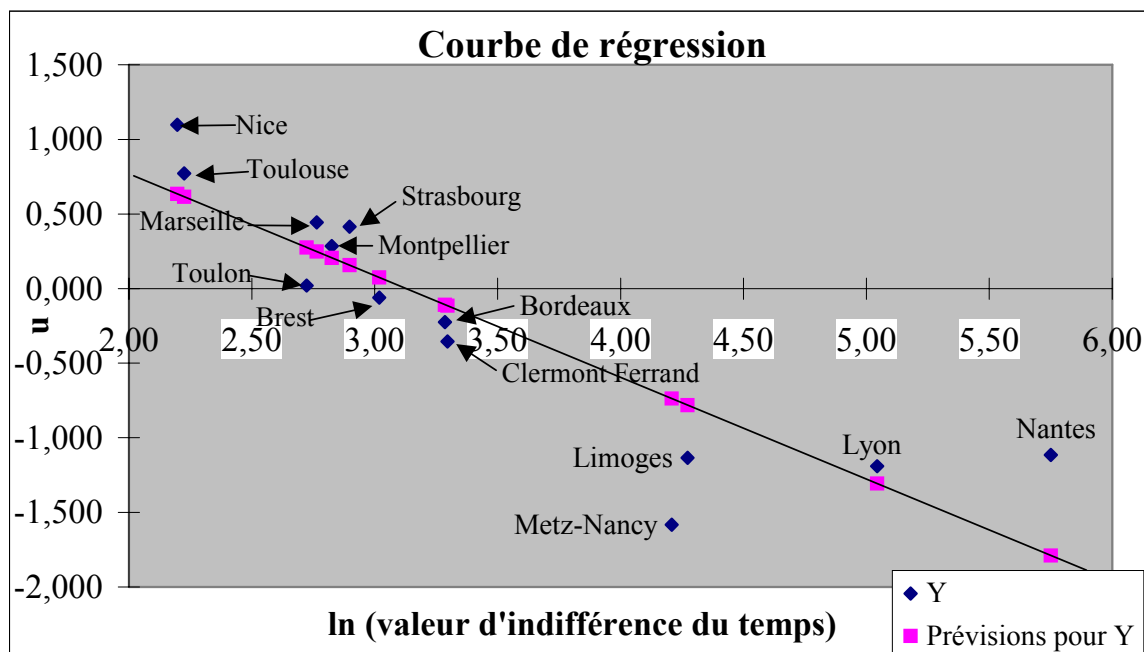 Courbe de régression
1,500
1,000
0,500
0,000
-0,500
-1,000
-1,500
-2,000
u
2,00 2,50 3,00 3,50 4,00 4,50 5,00 5,50 6,00
Nice
Toulouse
Strasbourg
Marseille
Montpellier
Toulon
Brest
Bordeaux
Clermont Ferrand
Limoges
Lyon
Nantes
Metz-Nancy
ln (valeur d'indifférence du temps)
Y
Prévisions pour Y